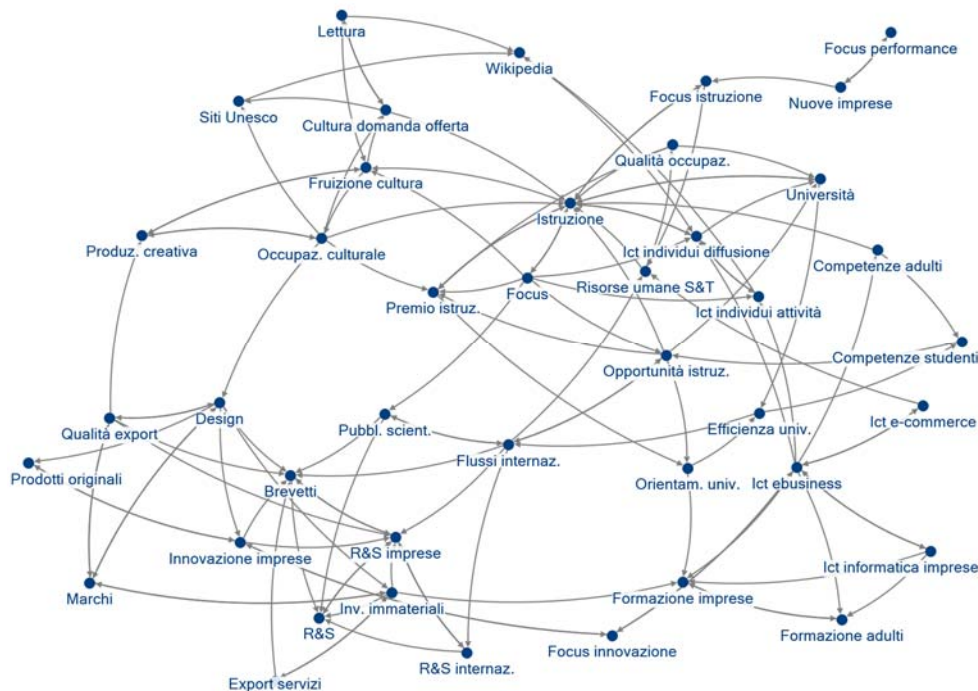 Lettura
Focus performance
Wikipedia
Focus istruzione
Nuove imprese
Siti Unesco
Cultura domanda offerta
Qualità occupaz.
Fruizione cultura
Università
Istruzione
Produz. creativa
Occupaz. culturale
Ict individui diffusione
Competenze adulti
Premio istruz.
Focus
Risorse umane S&T
Ict individui attività
Opportunità istruz.
Competenze studenti
Qualità export
Design
Pubbl. scient.
Efficienza univ.
Ict e-commerce
Flussi internaz.
Prodotti originali
Brevetti
Orientam. univ.
Ict ebusiness
Innovazione imprese
R&S imprese
Ict informatica imprese
Marchi
Inv. immateriali
Formazione imprese
R&S
Focus innovazione
Formazione adulti
R&S internaz.
Export servizi